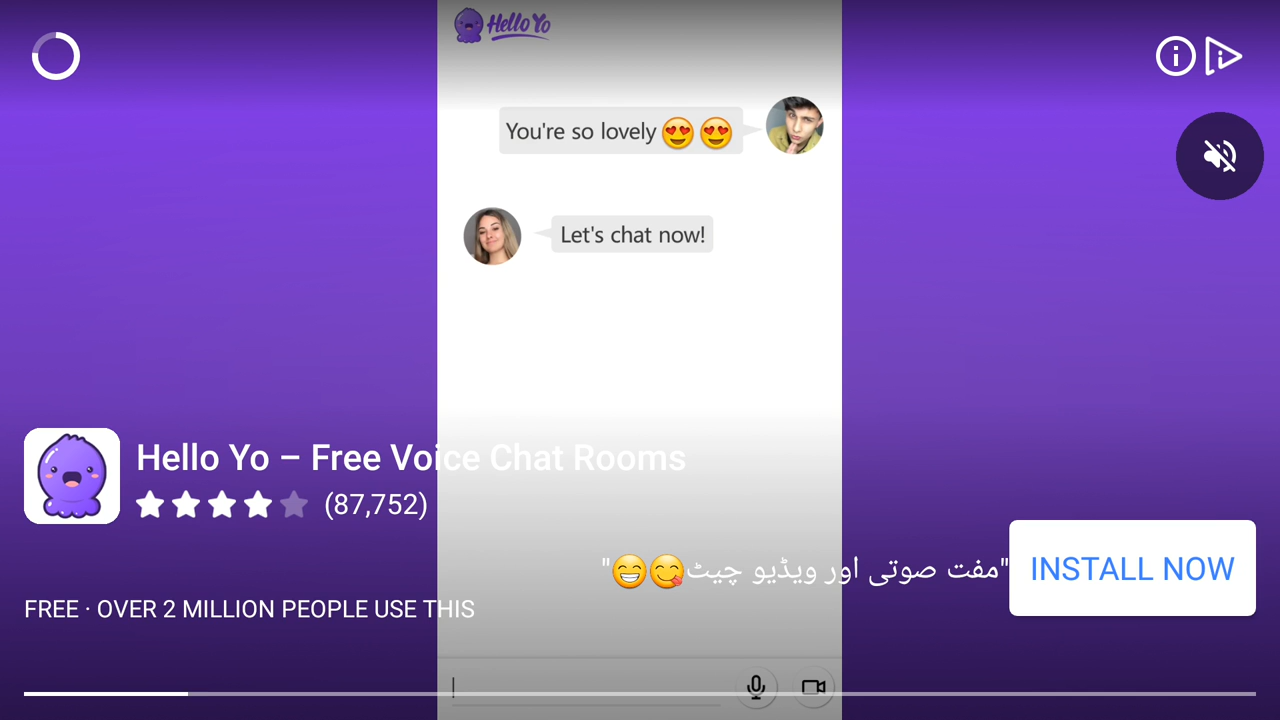 Hello Yo
You're so lovely😍😍
Let's chat now!
Hello Yo – Free Voice Chat Rooms
(87,752)
"مفت صوتی اور ویڈیو چیٹ😋😁"
INSTALL NOW
FREE · OVER 2 MILLION PEOPLE USE THIS